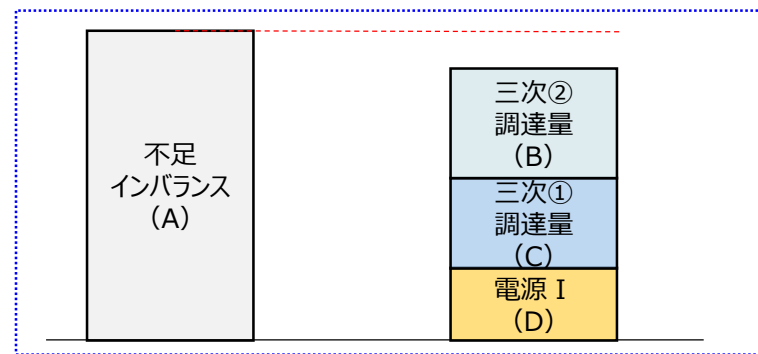 不足
インバランス
（A）
三次②
調達量
（B）
三次①
調達量
（C）
電源Ⅰ
（D）